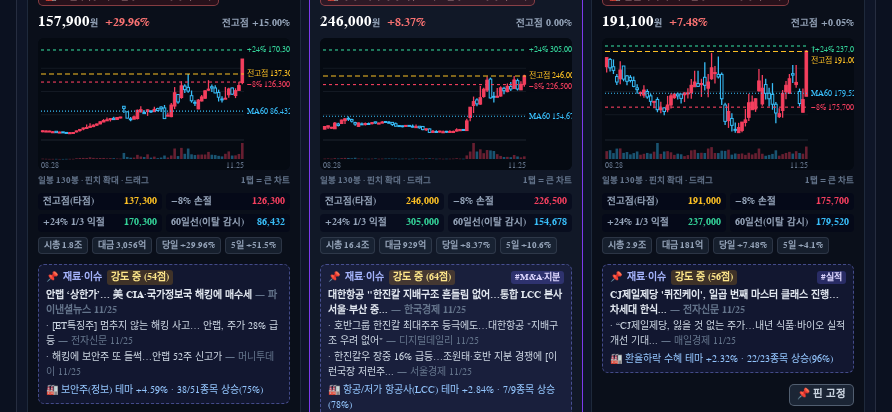 157,900원 +29.96% 전고점 +15.00%
+24% 170,30
전고점 137,30
−8% 126,300
MA60 86,432
08.28 11.25
일봉 130봉 · 핀치 확대 · 드래그 1탭 = 큰 차트
전고점(타점) 137,300 −8% 손절 126,300
+24% 1/3 익절 170,300 60일선(이탈 감시) 86,432
시총 1.8조 대금 3,056억 당일 +29.96% 5일 +51.5%
📌 재료·이슈 강도 중 (54점)
안랩 '상한가'… 美 CIA 국가정보국 해킹에 매수세 — 파
이낸셜뉴스 11/25
· [ET특징주] 멈추지 않는 해킹 사고… 안랩, 주가 28% 급
등 — 전자신문 11/25
· 해킹에 보안주 또 들썩…안랩 52주 신고가 — 머니투데
이 11/25
🏭 보안주(정보) 테마 +4.59% · 38/51종목 상승(75%)
246,000원 +8.37% 전고점 0.00%
+24% 305,00
전고점 246,00
−8% 226,500
MA60 154,67
08.28 11.25
일봉 130봉 · 핀치 확대 · 드래그 1탭 = 큰 차트
전고점(타점) 246,000 −8% 손절 226,500
+24% 1/3 익절 305,000 60일선(이탈 감시) 154,678
시총 16.4조 대금 929억 당일 +8.37% 5일 +10.6%
📌 재료·이슈 강도 중 (64점) #M&A·지분
대한항공 "한진칼 지배구조 흔들림 없어…통합 LCC 본사
서울·부산 중… — 한국경제 11/25
· 호반그룹 한진칼 최대주주 등극에도…대한항공 "지배구
조 우려 없어" — 디지털데일리 11/25
· 한진칼우 장중 16% 급등…조원태·호반 지분 경쟁에 [이
런국장 저런국장… — 서울경제 11/25
🏭 항공/저가 항공사(LCC) 테마 +2.84% · 7/9종목 상승
(78%)
191,100원 +7.48% 전고점 +0.05%
↑+24% 237,0
전고점 191,00
MA60 179,52
−8% 175,700
08.28 11.25
일봉 130봉 · 핀치 확대 · 드래그 1탭 = 큰 차트
전고점(타점) 191,000 −8% 손절 175,700
+24% 1/3 익절 237,000 60일선(이탈 감시) 179,520
시총 2.9조 대금 181억 당일 +7.48% 5일 +4.1%
📌 재료·이슈 강도 중 (56점) #실적
CJ제일제당 '퀴진케이', 일곱 번째 마스터 클래스 진행…
차세대 한식… — 전자신문 11/25
· "CJ제일제당, 잃을 것 없는 주가…내년 식품·바이오 실적
개선 기대… — 매일경제 11/25
🏭 환율하락 수혜 테마 +2.32% · 22/23종목 상승(96%)
📌 핀 고정